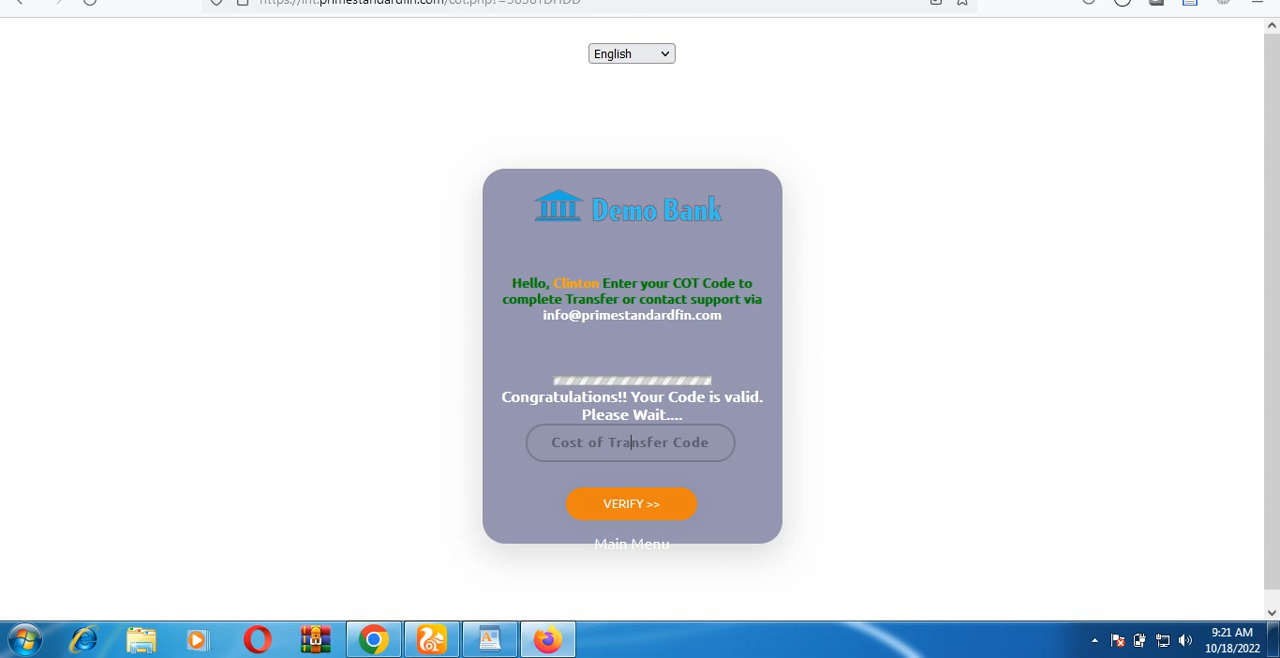 English
Demo Bank
Hello, Clinton Enter your COT Code to
complete Transfer or contact support via
info@primestandardfin.com
Congratulations!! Your Code is valid.
Please Wait....
Cost of Transfer Code
VERIFY >>
Main Menu
9:21 AM
10/18/2022